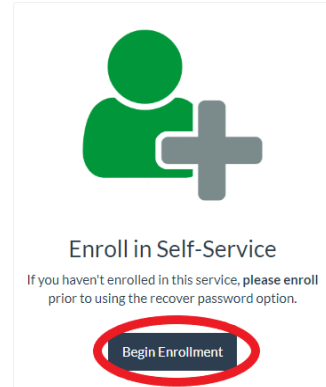 Enroll in Self-Service
If you haven't enrolled in this service, please enroll
prior to using the recover password option.
Begin Enrollment